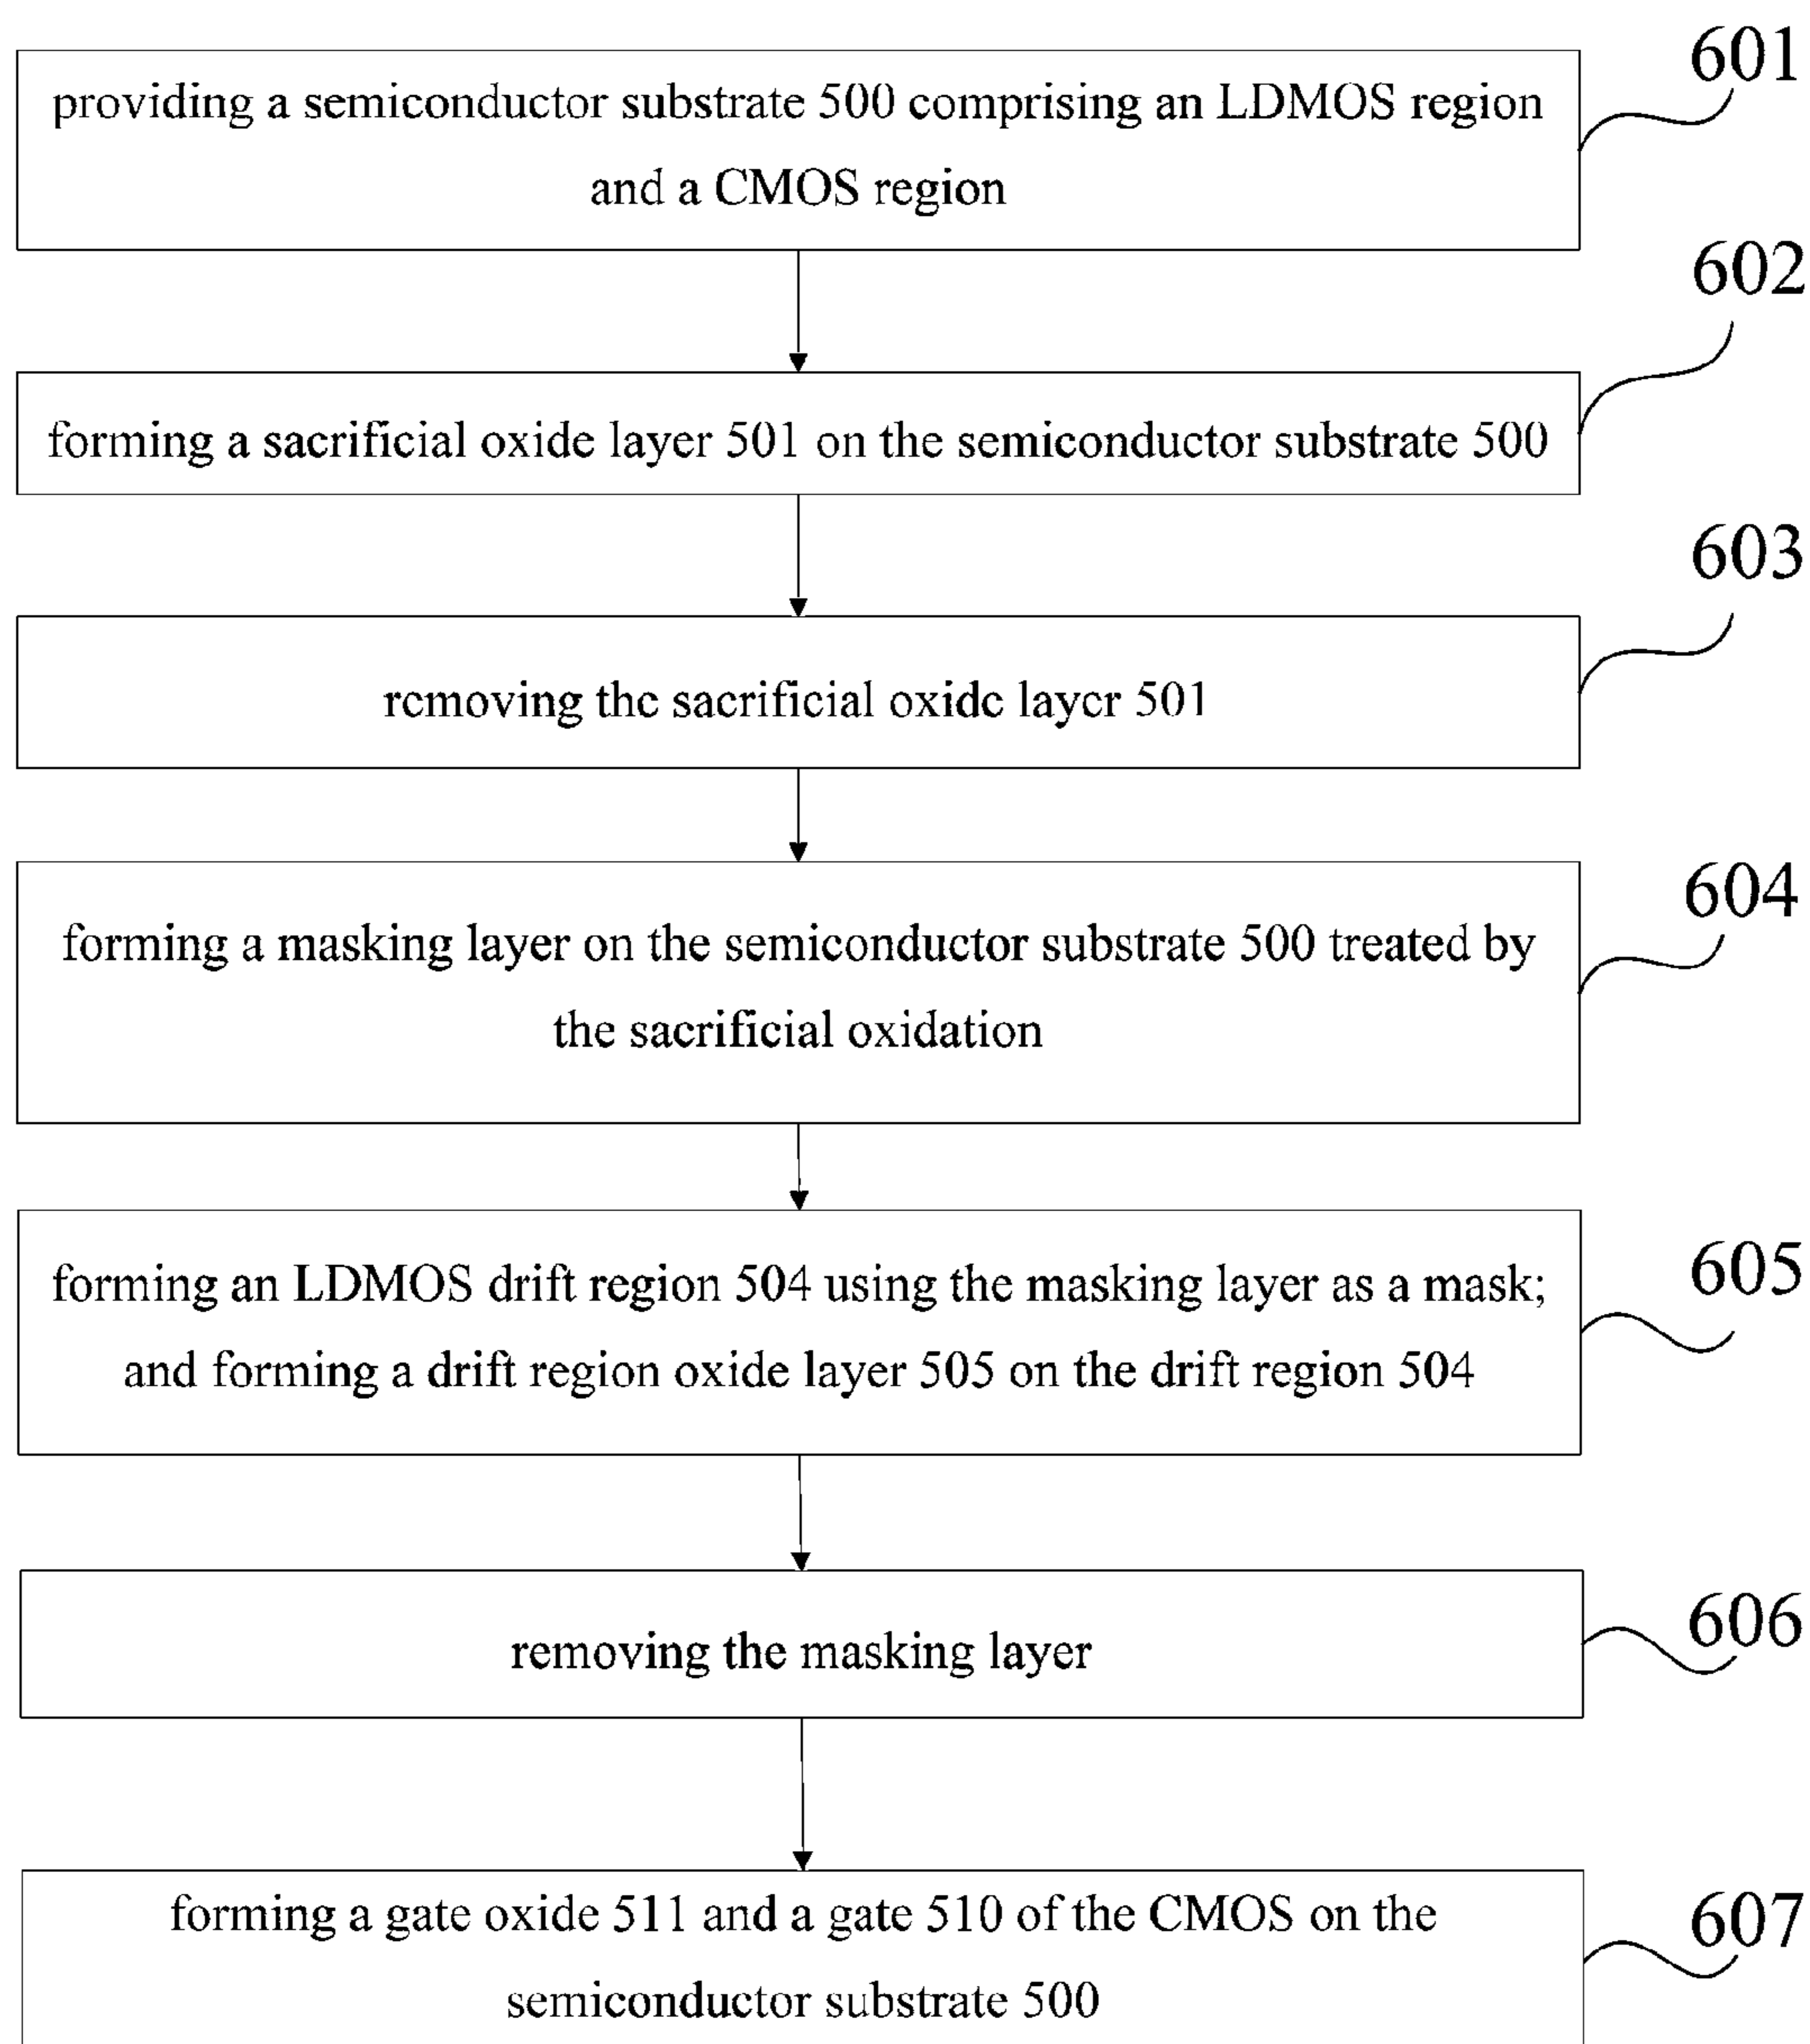 601
providing a semiconductor substrate 500 comprising an LDMOS region
and a CMOS region
602
forming a sacrificial oxide layer 501 on the semiconductor substrate 500
603
removing the sacrificial oxide layer 501
604
forming a masking layer on the semiconductor substrate 500 treated by
the sacrificial oxidation
605
forming an LDMOS drift region 504 using the masking layer as a mask;
and forming a drift region oxide layer 505 on the drift region 504
606
removing the masking layer
607
forming a gate oxide 511 and a gate 510 of the CMOS on the
semiconductor substrate 500